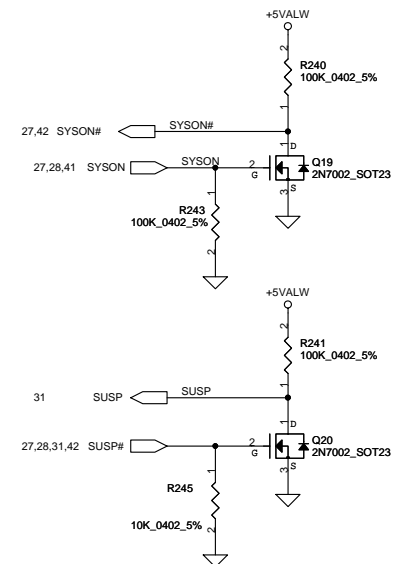 +5VALW
2
R240
100K_0402_5%
1
27,42 SYSON# SYSON#
1 D
27,28,41 SYSON SYSON 2 G
Q19
2N7002_SOT23
3 S
1
R243
100K_0402_5%
2
+5VALW
2
R241
100K_0402_5%
1
31 SUSP SUSP
1 D
27,28,31,42 SUSP# 2 G
Q20
2N7002_SOT23
3 S
1
R245
10K_0402_5%
2